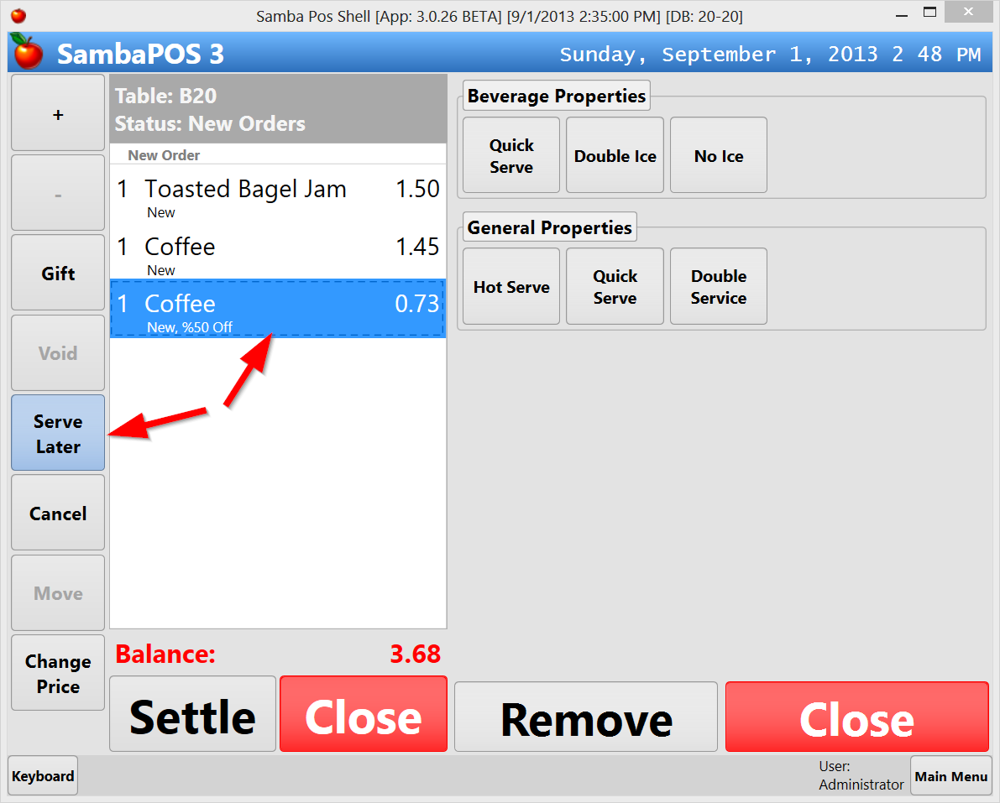 Samba Pos Shell [App: 3.0.26 BETA] [9/1/2013 2:35:00 PM] [DB: 20-20]
SambaPOS 3
Sunday, September 1, 2013 2 48 PM
+
-
Gift
Void
Serve
Later
Cancel
Move
Change
Price
Table: B20
Status: New Orders
New Order
1 Toasted Bagel Jam 1.50
New
1 Coffee 1.45
New
1 Coffee 0.73
New, %50 Off
Balance: 3.68
Settle
Close
Beverage Properties
Quick
Serve
Double Ice
No Ice
General Properties
Hot Serve
Quick
Serve
Double
Service
Remove
Close
Keyboard
User:
Administrator
Main Menu